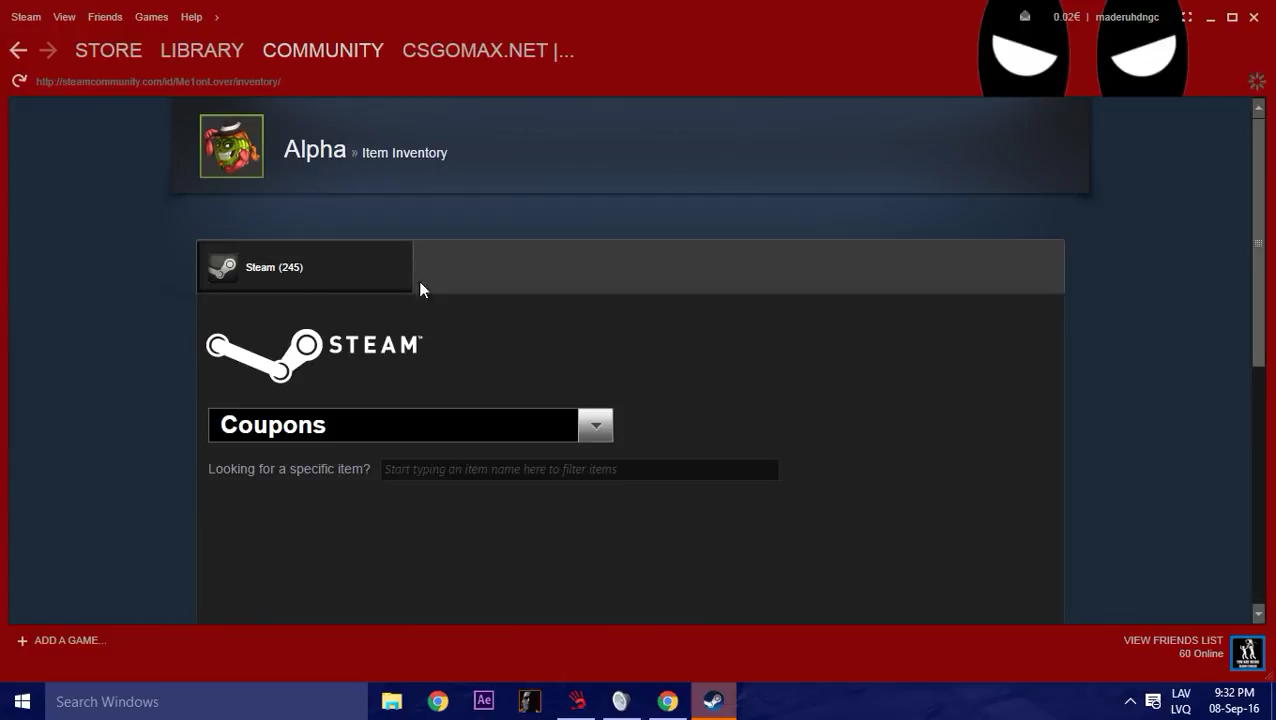 Steam View Friends Games Help › 0.02€ | maderuhdngc
STORE LIBRARY COMMUNITY CSGOMAX.NET |...
http://steamcommunity.com/id/Me1onLover/inventory/
Alpha » Item Inventory
Steam (245)
STEAM™
Coupons
Looking for a specific item? Start typing an item name here to filter items
+ ADD A GAME... VIEW FRIENDS LIST
60 Online
Search Windows Ae LAV 9:32 PM
LVQ 08-Sep-16